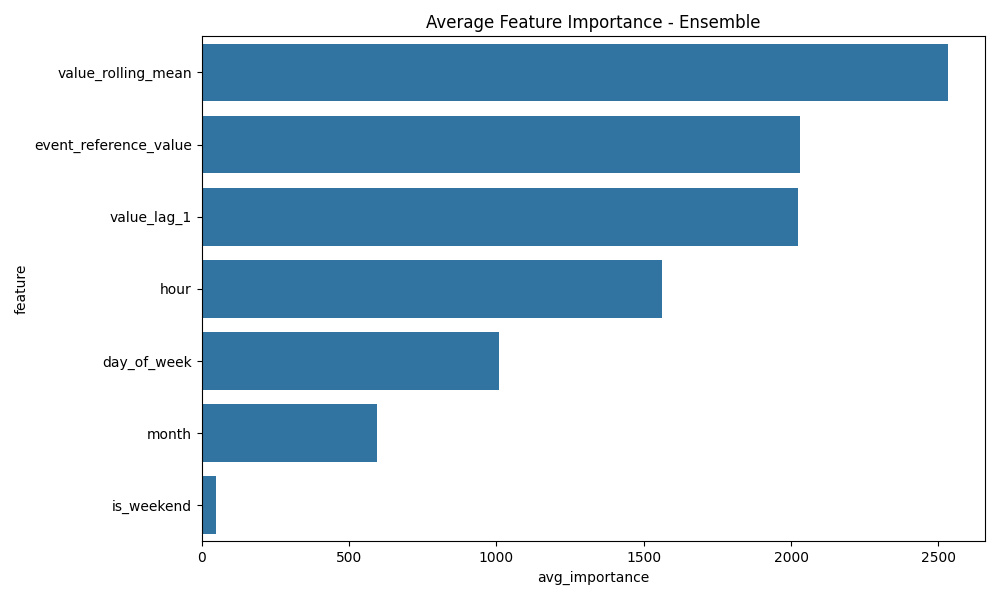 Average Feature Importance - Ensemble
value_rolling_mean
event_reference_value
value_lag_1
hour
day_of_week
month
is_weekend
feature
0 500 1000 1500 2000 2500
avg_importance